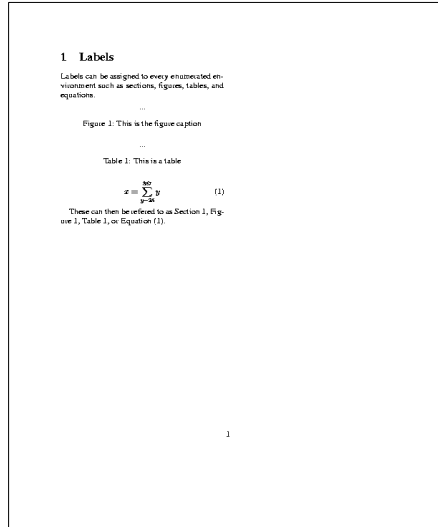 1 Labels
Labels can be assigned to every enumerated en-
vironment such as sections, figures, tables, and
equations.
...
Figure 1: This is the figure caption
...
Table 1: This is a table
x = ∑ y (1)
These can then be refered to as Section 1, Fig-
ure 1, Table 1, or Equation (1).
1